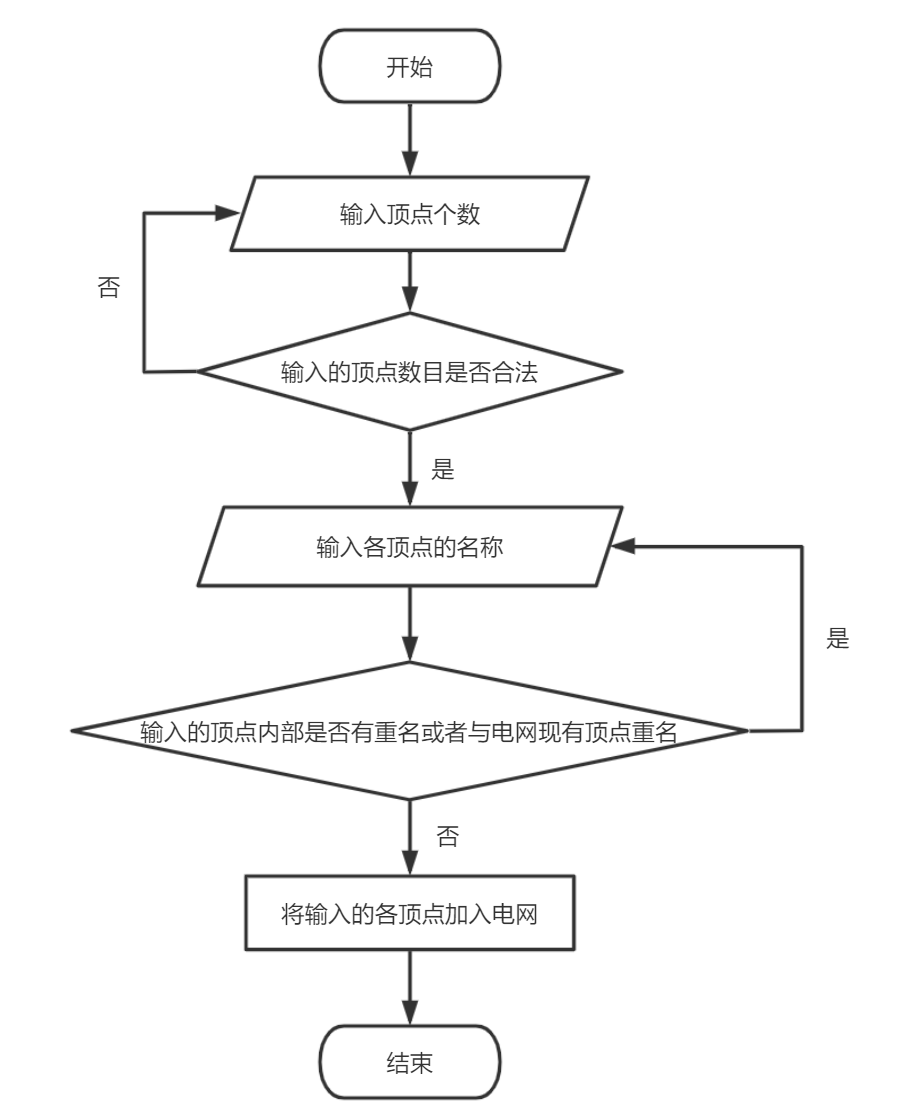 开始
输入顶点个数
否
输入的顶点数目是否合法
是
输入各顶点的名称
是
输入的顶点内部是否有重名或者与电网现有顶点重名
否
将输入的各顶点加入电网
结束